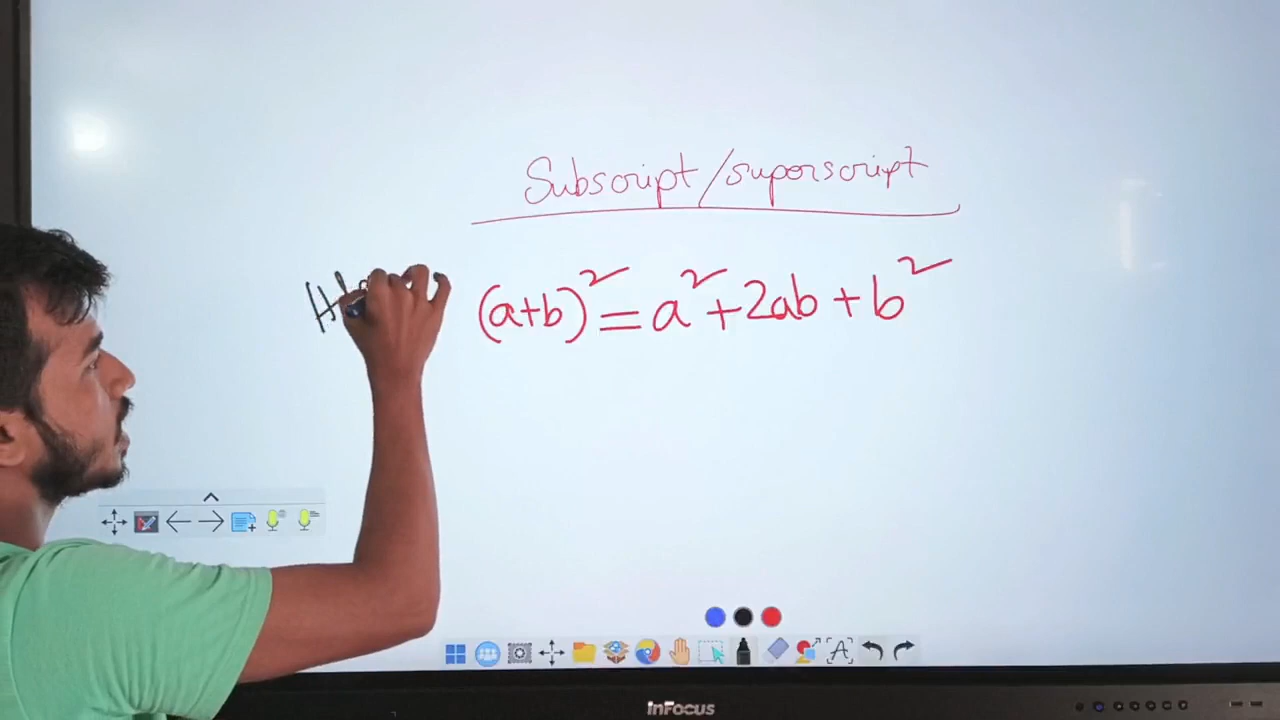 Subscript/superscript
(a+b)² = a² + 2ab + b²
InFocus